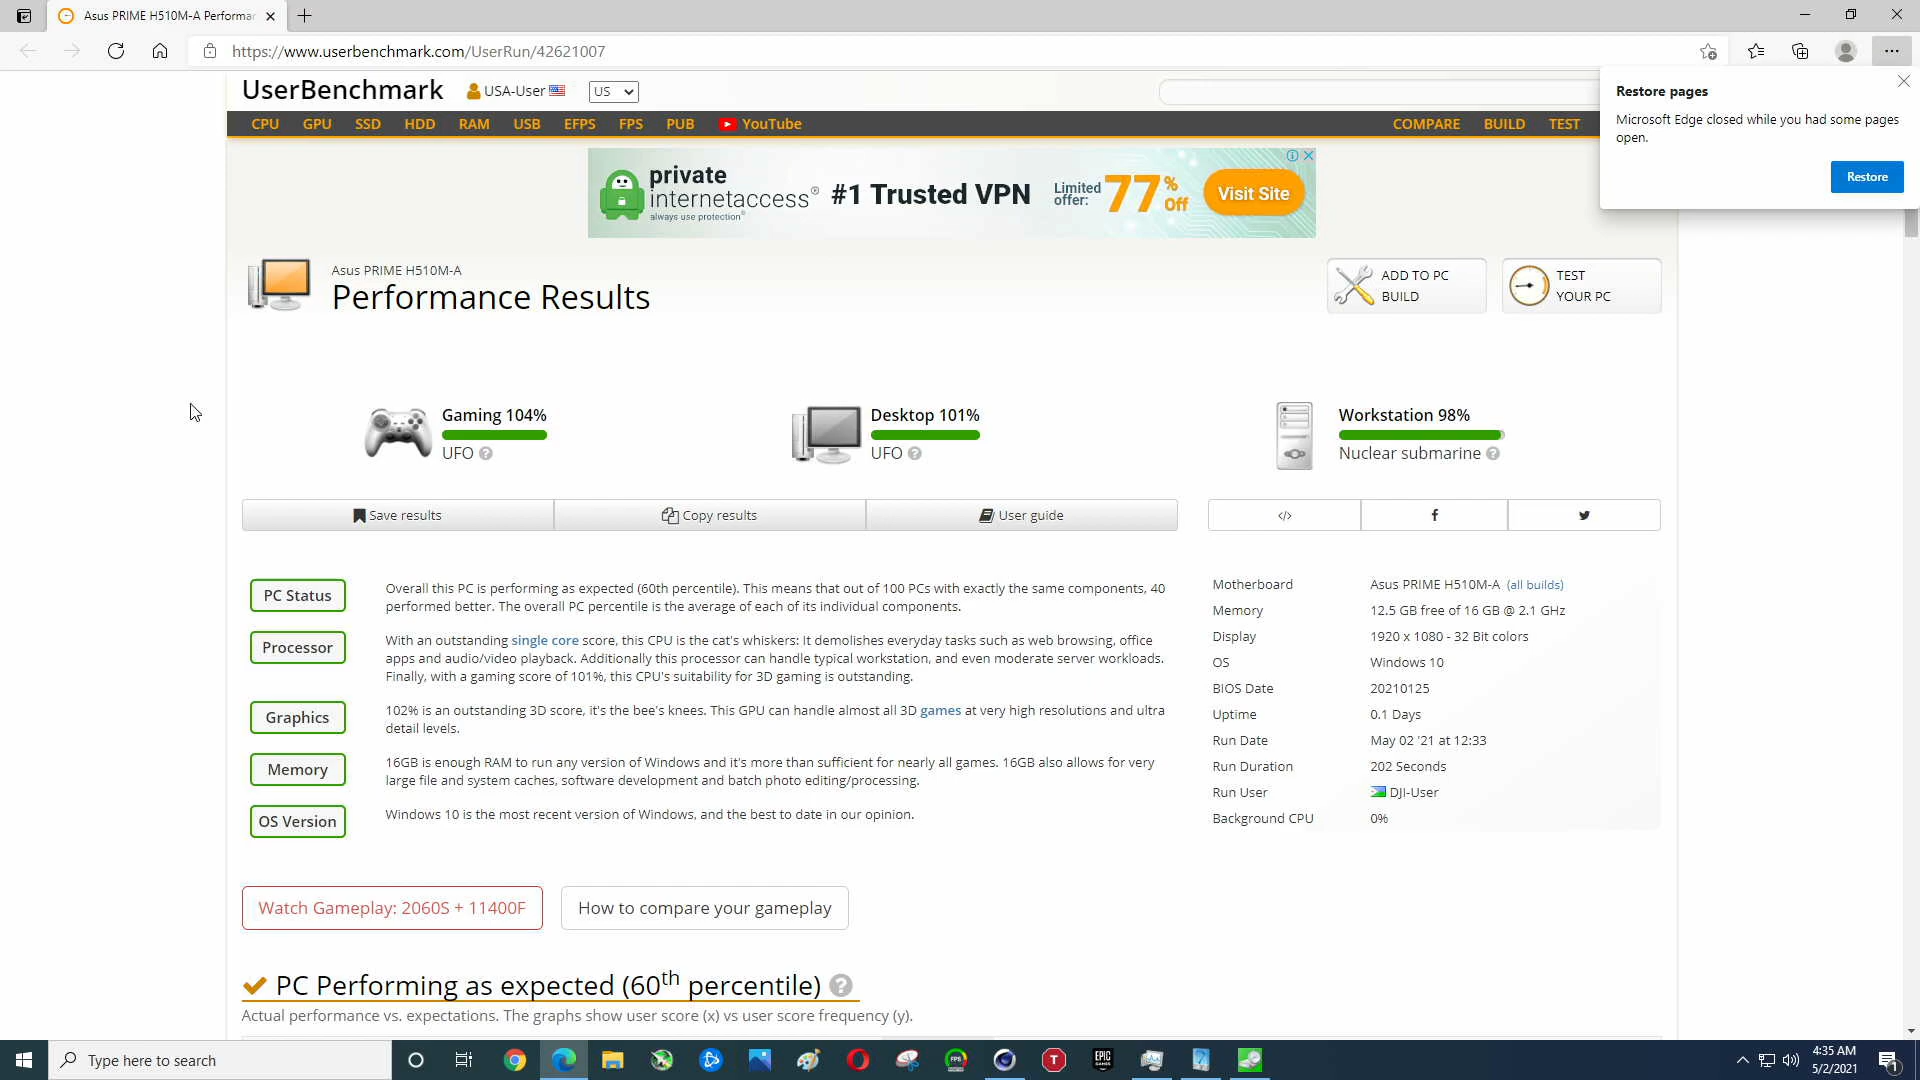 Asus PRIME H510M-A Performan
https://www.userbenchmark.com/UserRun/42621007
Restore pages
Microsoft Edge closed while you had some pages
open.
Restore
UserBenchmark
USA-User
US
CPU GPU SSD HDD RAM USB EFPS FPS PUB YouTube
COMPARE BUILD TEST
private
internetaccess®
always use protection®
#1 Trusted VPN
Limited
offer:
77% Off
Visit Site
Asus PRIME H510M-A
Performance Results
ADD TO PC
BUILD
TEST
YOUR PC
Gaming 104%
UFO
Desktop 101%
UFO
Workstation 98%
Nuclear submarine
Save results
Copy results
User guide
</>
PC Status
Overall this PC is performing as expected (60th percentile). This means that out of 100 PCs with exactly the same components, 40
performed better. The overall PC percentile is the average of each of its individual components.
Processor
With an outstanding single core score, this CPU is the cat's whiskers: It demolishes everyday tasks such as web browsing, office
apps and audio/video playback. Additionally this processor can handle typical workstation, and even moderate server workloads.
Finally, with a gaming score of 101%, this CPU's suitability for 3D gaming is outstanding.
Graphics
102% is an outstanding 3D score, it's the bee's knees. This GPU can handle almost all 3D games at very high resolutions and ultra
detail levels.
Memory
16GB is enough RAM to run any version of Windows and it's more than sufficient for nearly all games. 16GB also allows for very
large file and system caches, software development and batch photo editing/processing.
OS Version
Windows 10 is the most recent version of Windows, and the best to date in our opinion.
Motherboard Asus PRIME H510M-A (all builds)
Memory 12.5 GB free of 16 GB @ 2.1 GHz
Display 1920 x 1080 - 32 Bit colors
OS Windows 10
BIOS Date 20210125
Uptime 0.1 Days
Run Date May 02 '21 at 12:33
Run Duration 202 Seconds
Run User DJI-User
Background CPU 0%
Watch Gameplay: 2060S + 11400F
How to compare your gameplay
PC Performing as expected (60th percentile) ?
Actual performance vs. expectations. The graphs show user score (x) vs user score frequency (y).
Type here to search
FPS
T
EPIC
GAMES
4:35 AM
5/2/2021
1